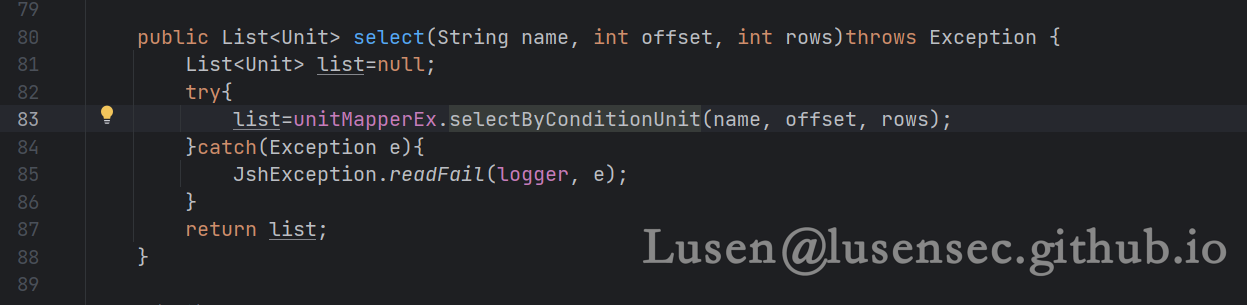 79
80 public List<Unit> select(String name, int offset, int rows)throws Exception {
81 List<Unit> list=null;
82 try{
83 list=unitMapperEx.selectByConditionUnit(name, offset, rows);
84 }catch(Exception e){
85 JshException.readFail(logger, e);
86 }
87 return list;
88 }
89
Lusen@lusensec.github.io